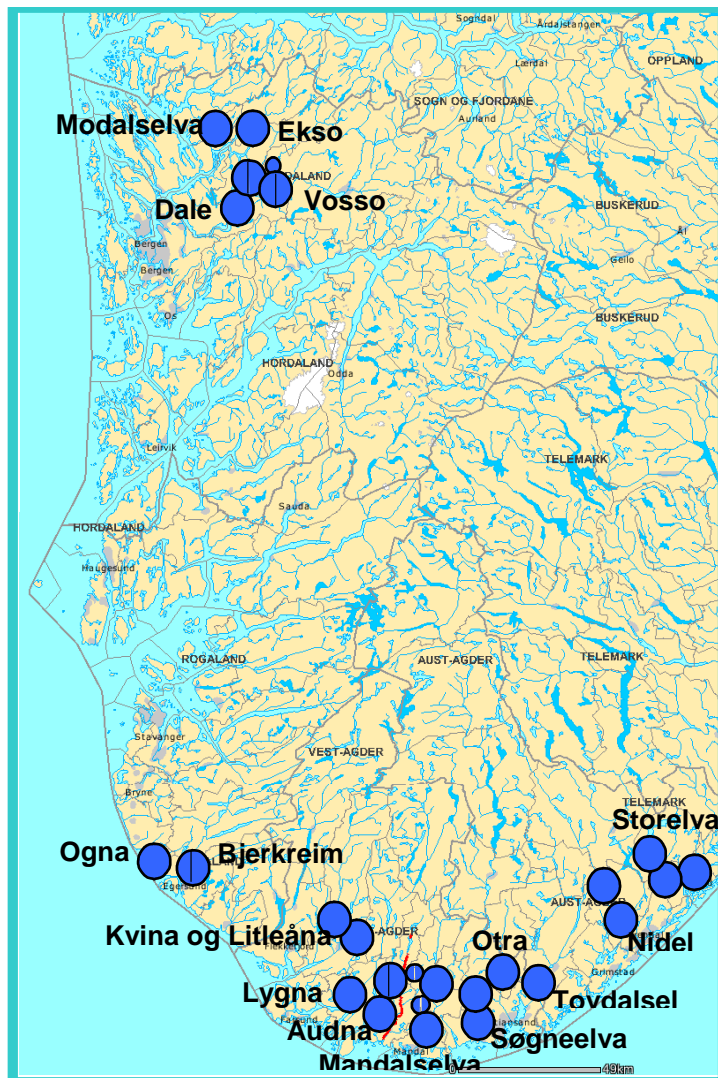 Sogndal
Årdalstangen
Lærdal
OPPLAND
SOGN OG FJORDANE
Aurland
Modalselva
Ekso
DALAND
Vosso
Dale
BUSKERUD
Ål
Bergen
Geilo
Bergen
Os
BUSKERUD
HORDALAND
Odda
Leirvik
TELEMARK
Sauda
HORDALAND
Haugesund
ROGALAND
AUST-AGDER
TELEMARK
Stavanger
VEST-AGDER
Bryne
TELEMARK
Storelva
Ogna
Bjerkreim
ALAND
Egersund
AUST-AGDE
Kvina og Litleåna
T-AGDER
Flekkefjord
Otra
Nidel
Grimstad
Lygna
Tovdalsel
Farsund
Audna
tiansand
Søgneelva
Mandal
Mandalselva
0
49km